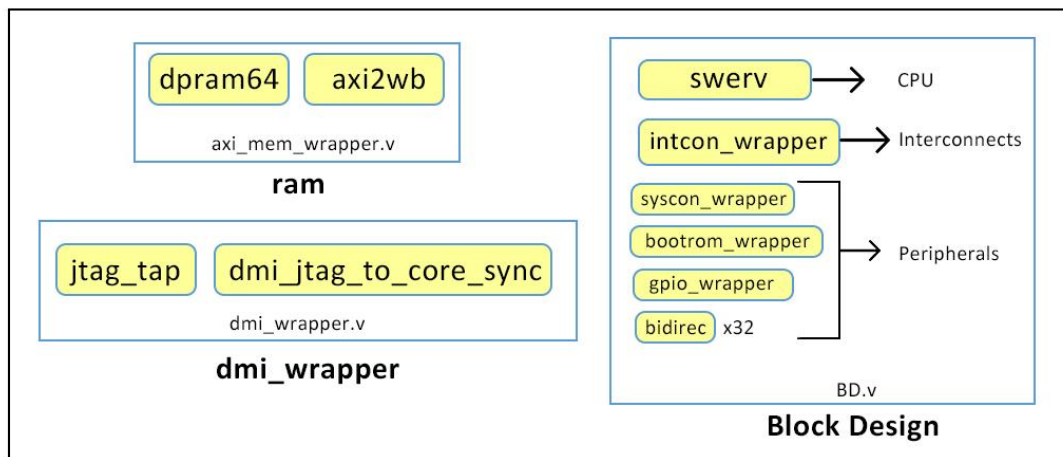 dpram64 axi2wb
axi_mem_wrapper.v
ram
jtag_tap dmi_jtag_to_core_sync
dmi_wrapper.v
dmi_wrapper
swerv CPU
intcon_wrapper Interconnects
syscon_wrapper
bootrom_wrapper
Peripherals
gpio_wrapper
bidirec x32
BD.v
Block Design